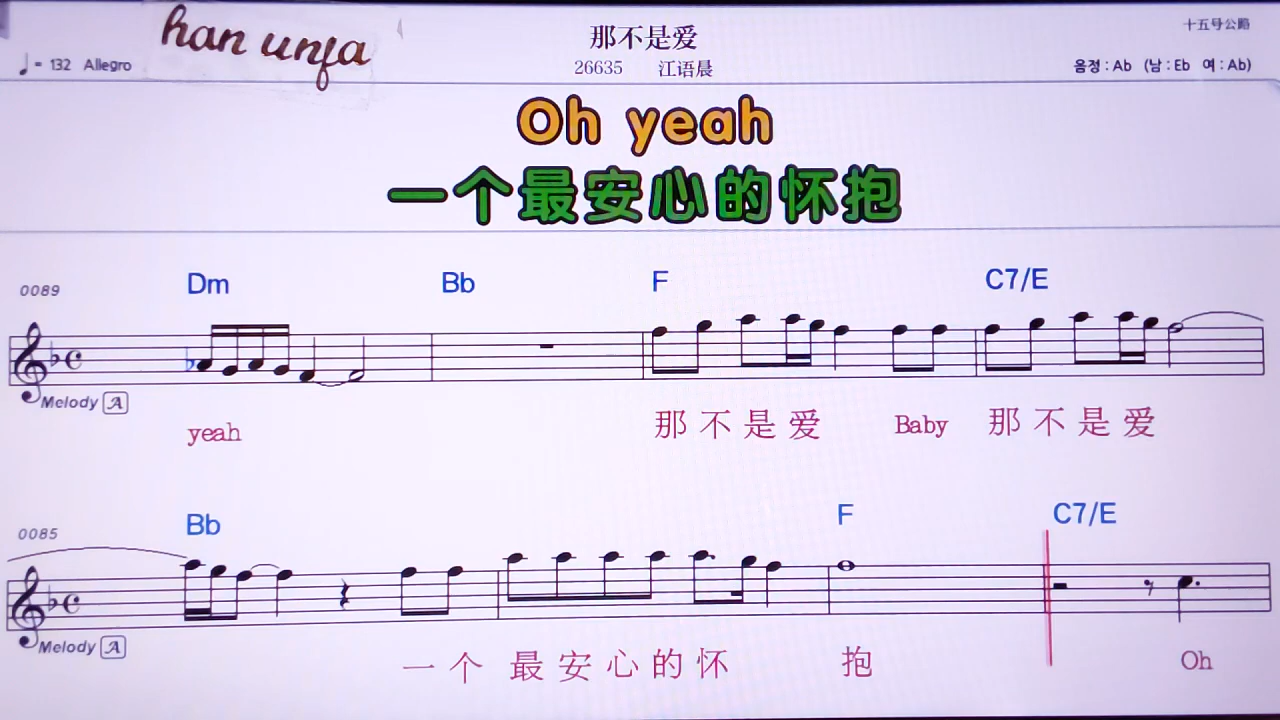 han unfa
那不是爱
十五号公路
♩= 132 Allegro
26635 江语晨
음정 : Ab (남 : Eb 여 : Ab)
Oh yeah
一个最安心的怀抱
0089 Dm Bb F C7/E
Melody A
yeah 那不是爱 Baby 那不是爱
0085 Bb F C7/E
Melody A
一个 最安心的怀 抱 Oh